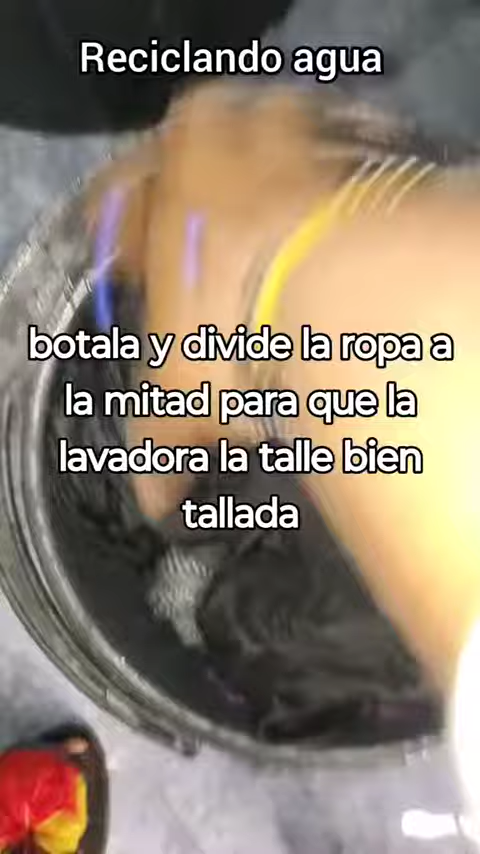 Reciclando agua
botala y divide la ropa a
la mitad para que la
lavadora la talle bien
tallada